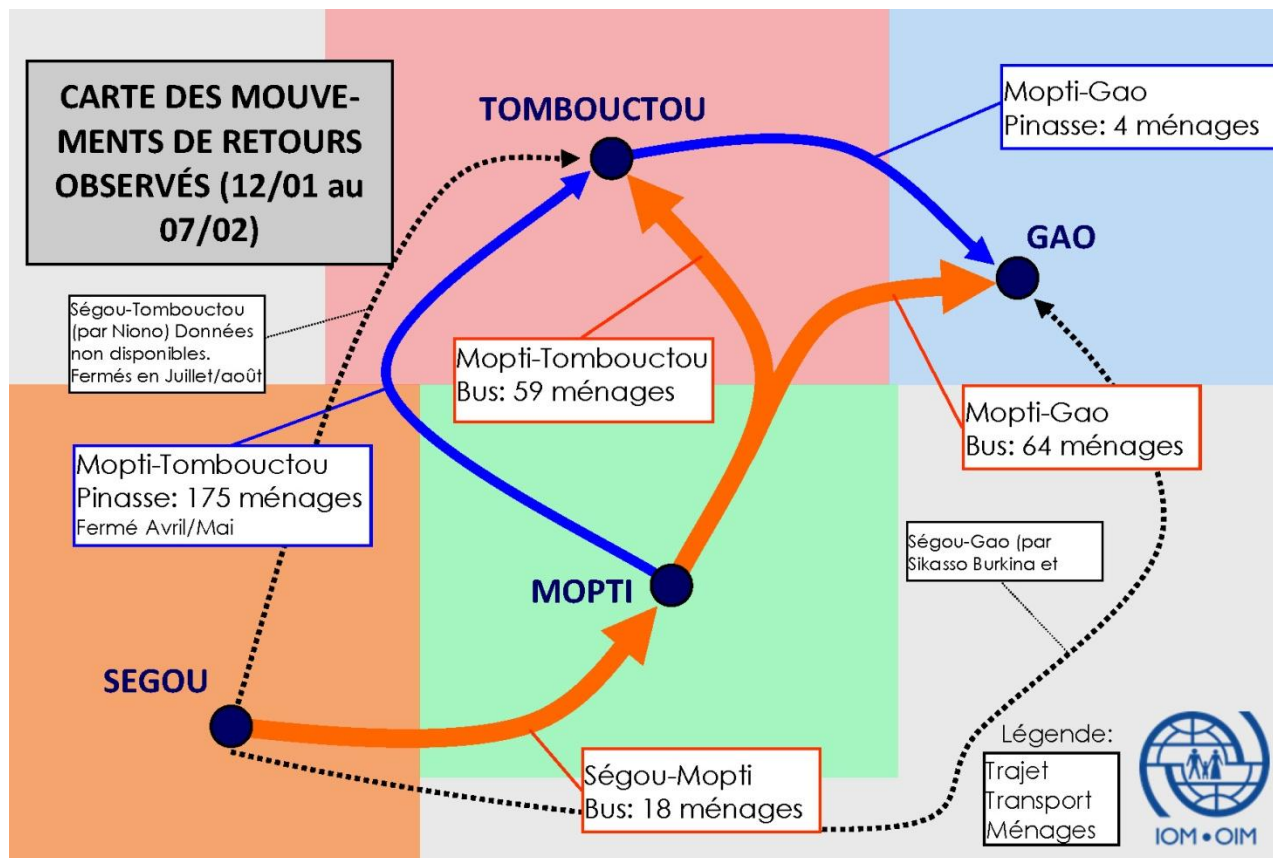 CARTE DES MOUVE-
MENTS DE RETOURS
OBSERVÉS (12/01 au
07/02)
TOMBOUCTOU
Mopti-Gao
Pinasse: 4 ménages
GAO
Ségou-Tombouctou
(par Niono) Données
non disponibles.
Fermés en Juillet/août
Mopti-Tombouctou
Bus: 59 ménages
Mopti-Gao
Bus: 64 ménages
Mopti-Tombouctou
Pinasse: 175 ménages
Fermé Avril/Mai
Ségou-Gao (par
Sikasso Burkina et
MOPTI
SEGOU
Ségou-Mopti
Bus: 18 ménages
Légende:
Trajet
Transport
Ménages
IOM • OIM